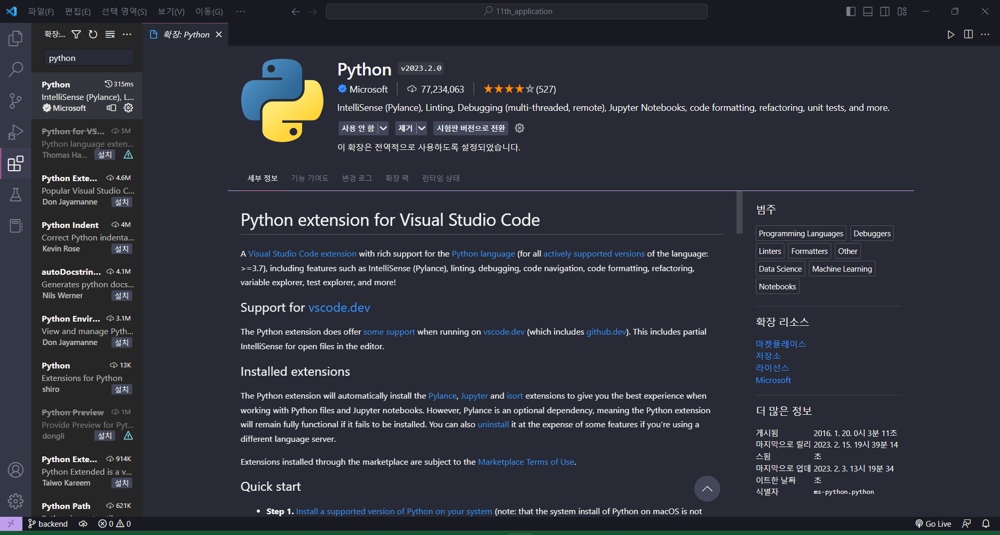 파일(F) 편집(E) 선택 영역(S) 보기(V) 이동(G) ···
11th_application
확장:...
확장: Python
python
Python 315ms
IntelliSense (Pylance), L...
Microsoft
Python for VS... 5M
Python language exten...
Thomas Ha... 설치
Python Exte... 4.6M
Popular Visual Studio C...
Don Jayamanne 설치
Python Indent 4M
Correct Python indenta...
Kevin Rose 설치
autoDocstrin... 4.1M
Generates python docs...
Nils Werner 설치
Python Envir... 3.1M
View and manage Pyth...
Don Jayamanne 설치
Python 13K
Extensions for Python
shiro 설치
Python Preview 1M
Provide Preview for Pyt...
dongli 설치
Python Exte... 914K
Python Extended is a v...
Taiwo Kareem 설치
Python Path 621K
Python v2023.2.0
Microsoft 77,234,063 ★★★★☆(527)
IntelliSense (Pylance), Linting, Debugging (multi-threaded, remote), Jupyter Notebooks, code formatting, refactoring, unit tests, and more.
사용 안 함 제거 시험판 버전으로 전환
이 확장은 전역적으로 사용하도록 설정되었습니다.
세부 정보 기능 기여도 변경 로그 확장 팩 런타임 상태
Python extension for Visual Studio Code
A Visual Studio Code extension with rich support for the Python language (for all actively supported versions of the language:
>=3.7), including features such as IntelliSense (Pylance), linting, debugging, code navigation, code formatting, refactoring,
variable explorer, test explorer, and more!
Support for vscode.dev
The Python extension does offer some support when running on vscode.dev (which includes github.dev). This includes partial
IntelliSense for open files in the editor.
Installed extensions
The Python extension will automatically install the Pylance, Jupyter and isort extensions to give you the best experience when
working with Python files and Jupyter notebooks. However, Pylance is an optional dependency, meaning the Python extension
will remain fully functional if it fails to be installed. You can also uninstall it at the expense of some features if you're using a
different language server.
Extensions installed through the marketplace are subject to the Marketplace Terms of Use.
Quick start
• Step 1. Install a supported version of Python on your system (note: that the system install of Python on macOS is not
범주
Programming Languages Debuggers
Linters Formatters Other
Data Science Machine Learning
Notebooks
확장 리소스
마켓플레이스
저장소
라이선스
Microsoft
더 많은 정보
게시됨 2016. 1. 20. 0시 3분 11초
마지막으로 릴리 2023. 2. 15. 19시 39분 14
스됨 초
마지막으로 업데 2023. 2. 3. 13시 19분 34
이트한 날짜 초
식별자 ms-python.python
backend 0 0 Go Live